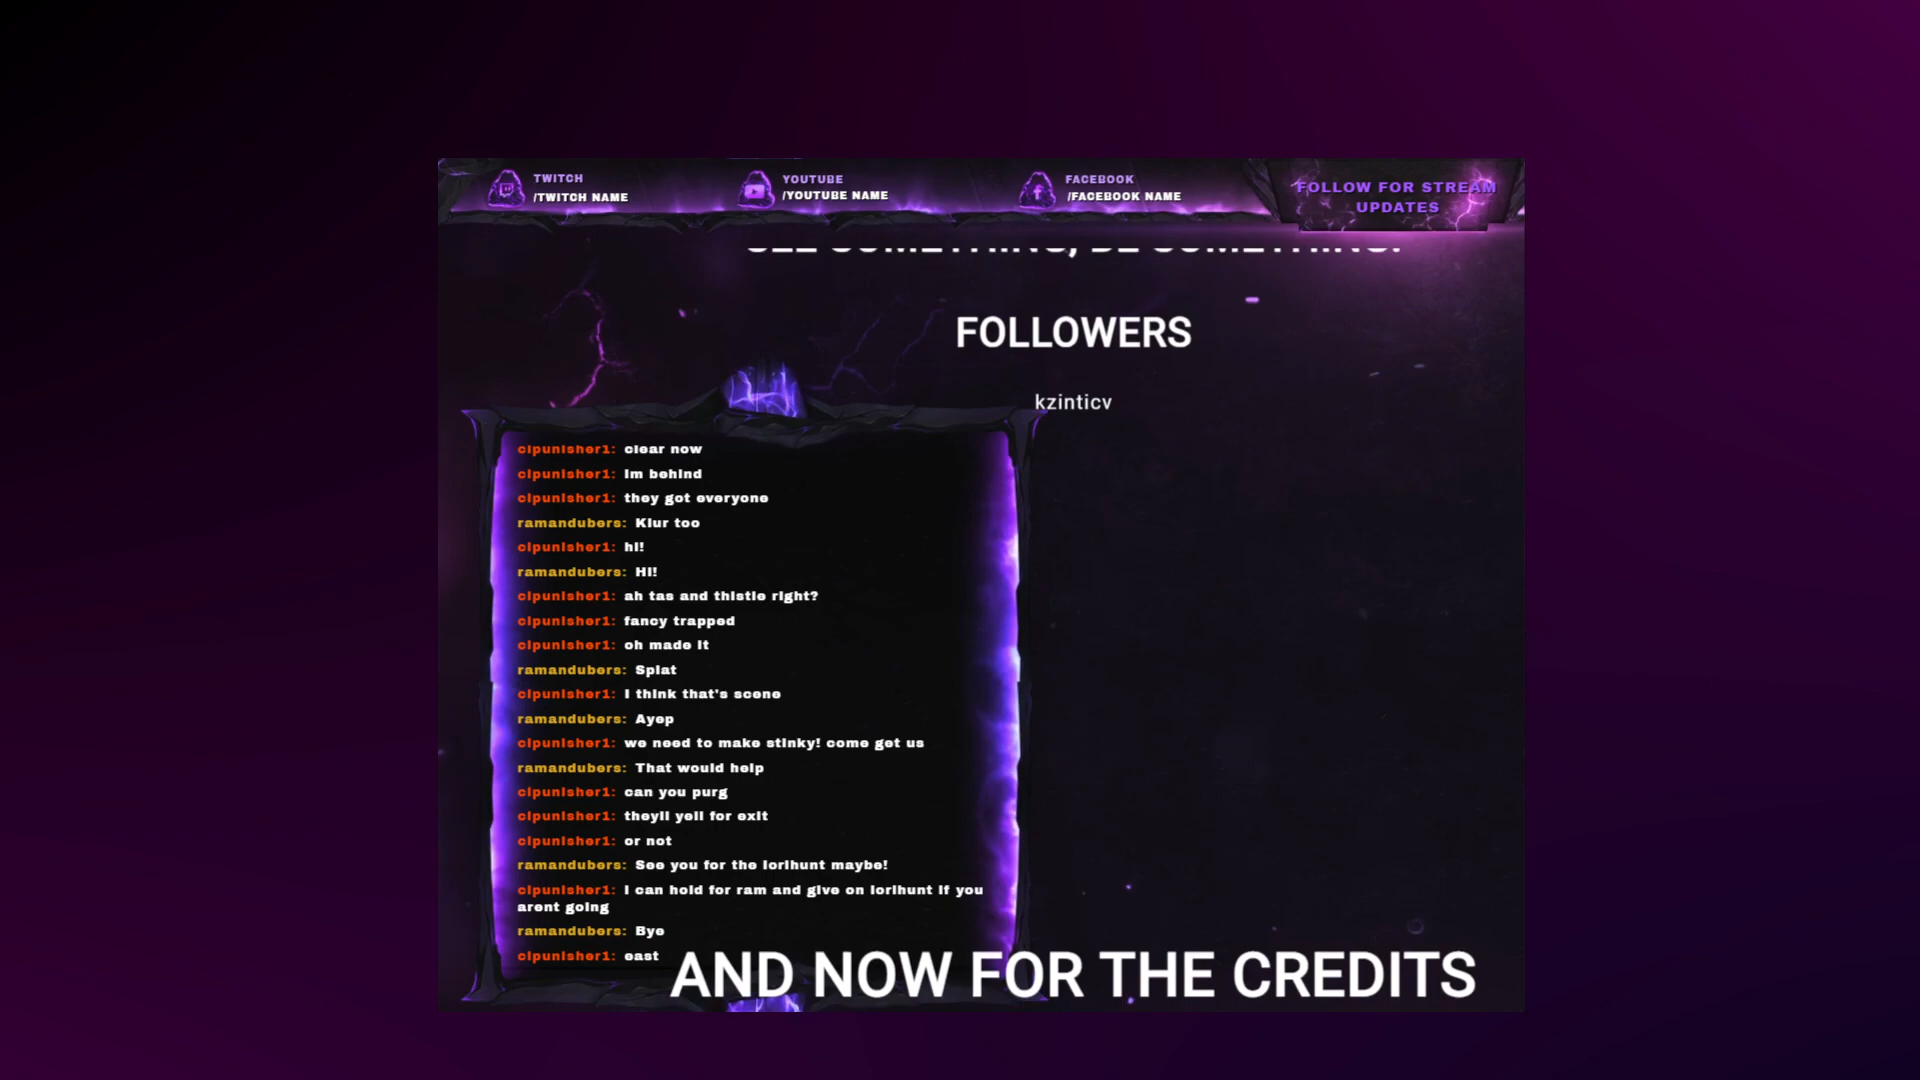 TWITCH
/TWITCH NAME
YOUTUBE
/YOUTUBE NAME
FACEBOOK
/FACEBOOK NAME
FOLLOW FOR STREAM
UPDATES
SEE SOMETHING, BE SOMETHING!
FOLLOWERS
kzinticv
clpunisher1: clear now
clpunisher1: im behind
clpunisher1: they got everyone
ramandubers: Kiur too
clpunisher1: hi!
ramandubers: Hi!
clpunisher1: ah tas and thistle right?
clpunisher1: fancy trapped
clpunisher1: oh made it
ramandubers: Splat
clpunisher1: I think that's scene
ramandubers: Ayep
clpunisher1: we need to make stinky! come get us
ramandubers: That would help
clpunisher1: can you purg
clpunisher1: theyll yell for exit
clpunisher1: or not
ramandubers: See you for the lorihunt maybe!
clpunisher1: I can hold for ram and give on lorihunt if you
arent going
ramandubers: Bye
clpunisher1: east
AND NOW FOR THE CREDITS